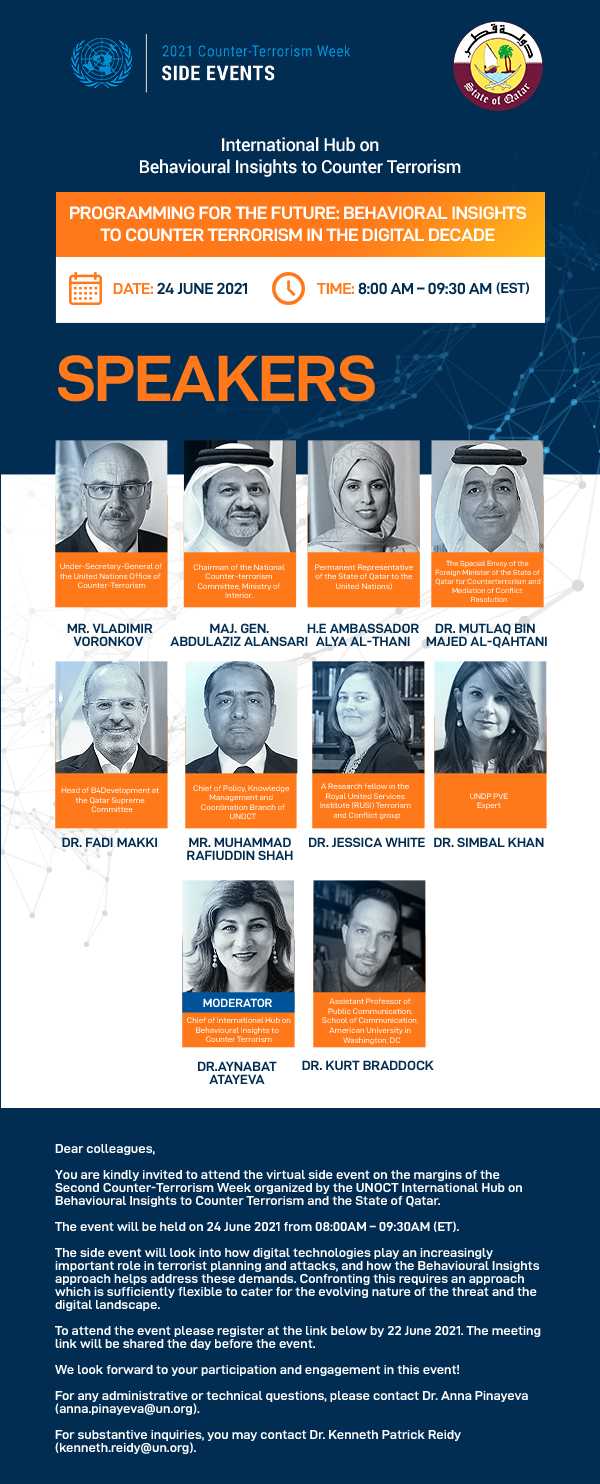 2021 Counter-Terrorism Week
SIDE EVENTS
دولة قطر
State of Qatar
International Hub on
Behavioural Insights to Counter Terrorism
PROGRAMMING FOR THE FUTURE: BEHAVIORAL INSIGHTS
TO COUNTER TERRORISM IN THE DIGITAL DECADE
DATE: 24 JUNE 2021
TIME: 8:00 AM – 09:30 AM (EST)
SPEAKERS
Under-Secretary-General of
the United Nations Office of
Counter-Terrorism
MR. VLADIMIR
VORONKOV
Chairman of the National
Counter-terrorism
Committee, Ministry of
Interior
MAJ. GEN.
ABDULAZIZ ALANSARI
Permanent Representative
of the State of Qatar to the
United Nations)
H.E AMBASSADOR
ALYA AL-THANI
The Special Envoy of the
Foreign Minister of the State of
Qatar for Counterterrorism and
Mediation of Conflict
Resolution
DR. MUTLAQ BIN
MAJED AL-QAHTANI
Head of B4Development at
the Qatar Supreme
Committee
DR. FADI MAKKI
Chief of Policy, Knowledge
Management and
Coordination Branch of
UNOCT
MR. MUHAMMAD
RAFIUDDIN SHAH
A Research fellow in the
Royal United Services
Institute (RUSI) Terrorism
and Conflict group
DR. JESSICA WHITE
UNDP PVE
Expert
DR. SIMBAL KHAN
MODERATOR
Chief of International Hub on
Behavioural Insights to
Counter Terrorism
DR.AYNABAT
ATAYEVA
Assistant Professor of
Public Communication,
School of Communication,
American University in
Washington, DC
DR. KURT BRADDOCK
Dear colleagues,
You are kindly invited to attend the virtual side event on the margins of the
Second Counter-Terrorism Week organized by the UNOCT International Hub on
Behavioural Insights to Counter Terrorism and the State of Qatar.
The event will be held on 24 June 2021 from 08:00AM – 09:30AM (ET).
The side event will look into how digital technologies play an increasingly
important role in terrorist planning and attacks, and how the Behavioural Insights
approach helps address these demands. Confronting this requires an approach
which is sufficiently flexible to cater for the evolving nature of the threat and the
digital landscape.
To attend the event please register at the link below by 22 June 2021. The meeting
link will be shared the day before the event.
We look forward to your participation and engagement in this event!
For any administrative or technical questions, please contact Dr. Anna Pinayeva
(anna.pinayeva@un.org).
For substantive inquiries, you may contact Dr. Kenneth Patrick Reidy
(kenneth.reidy@un.org).